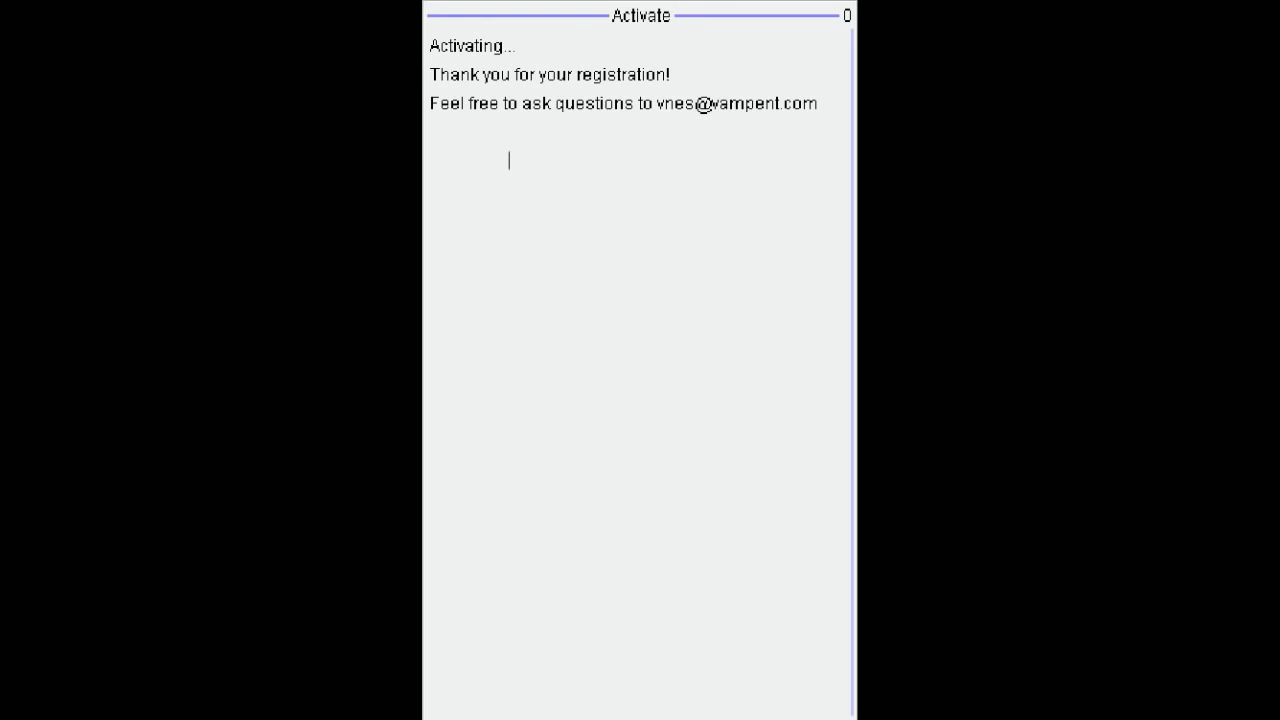 Activate 0
Activating...
Thank you for your registration!
Feel free to ask questions to vnes@vampent.com